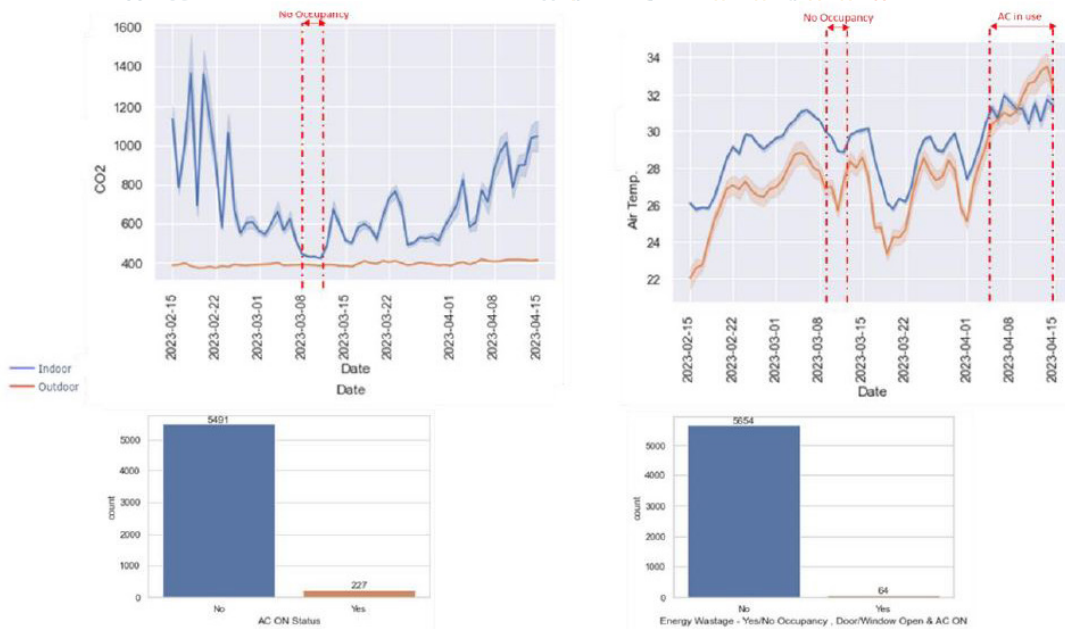 No Occupancy
1600
1400
1200
1000
800
600
400
CO2
2023-02-15
2023-02-22
2023-03-01
2023-03-08
2023-03-15
2023-03-22
2023-04-01
2023-04-08
2023-04-15
Date
Date
Indoor
Outdoor
No Occupancy
AC in use
34
32
30
28
26
24
22
Air Temp.
2023-02-15
2023-02-22
2023-03-01
2023-03-08
2023-03-15
2023-03-22
2023-04-01
2023-04-08
2023-04-15
Date
5491
5000
4000
3000
2000
1000
0
count
227
No
Yes
AC ON Status
5654
5000
4000
3000
2000
1000
0
count
64
No
Yes
Energy Wastage - Yes/No Occupancy , Door/Window Open & AC ON